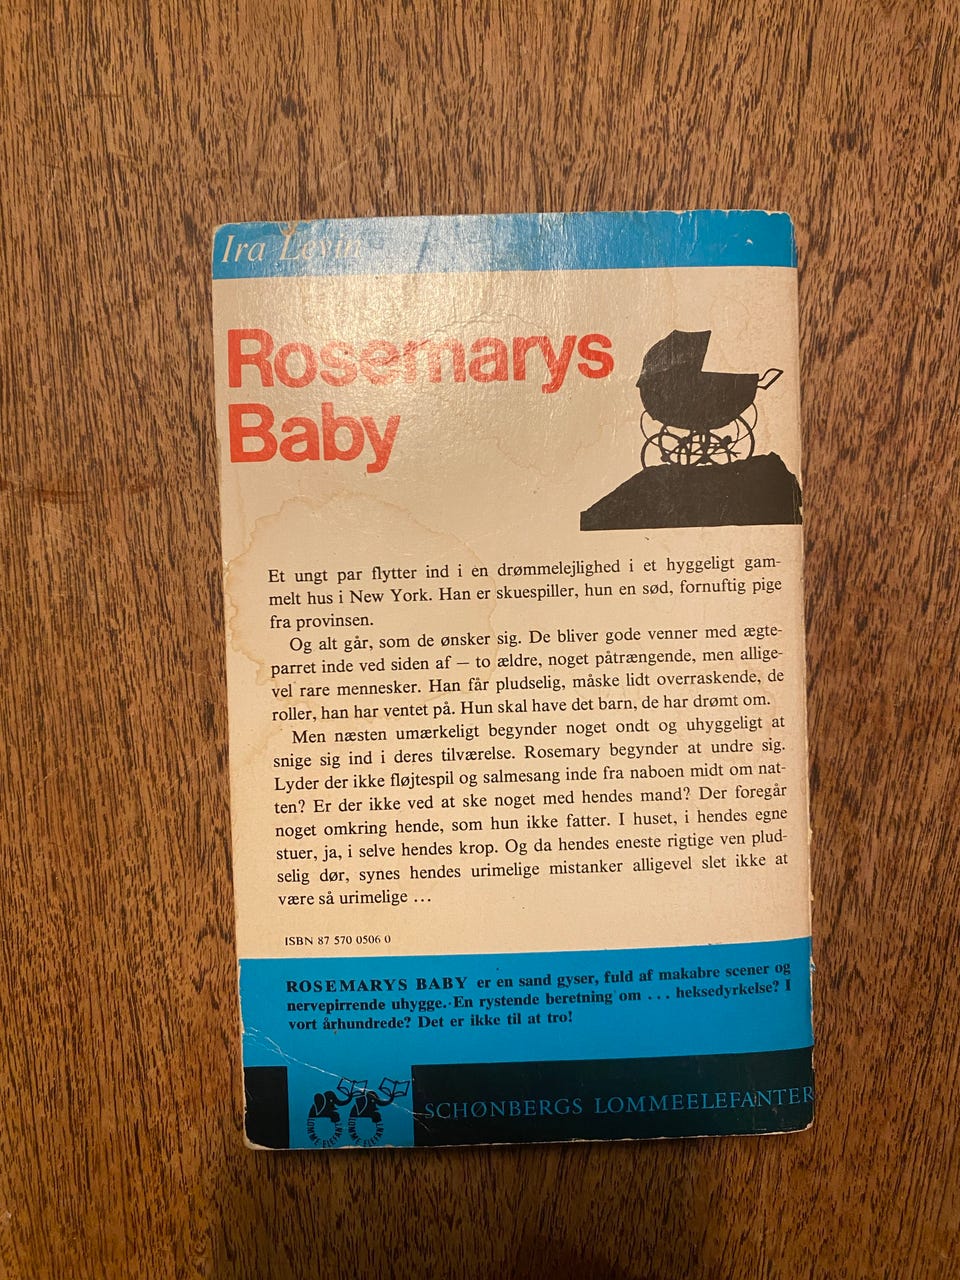 Ira Levin
Rosemarys
Baby
Et ungt par flytter ind i en drømmelejlighed i et hyggeligt gam-
melt hus i New York. Han er skuespiller, hun en sød, fornuftig pige
fra provinsen.
Og alt går, som de ønsker sig. De bliver gode venner med ægte-
parret inde ved siden af — to ældre, noget påtrængende, men allige-
vel rare mennesker. Han får pludselig, måske lidt overraskende, de
roller, han har ventet på. Hun skal have det barn, de har drømt om.
Men næsten umærkeligt begynder noget ondt og uhyggeligt at
snige sig ind i deres tilværelse. Rosemary begynder at undre sig.
Lyder der ikke fløjtespil og salmesang inde fra naboen midt om nat-
ten? Er der ikke ved at ske noget med hendes mand? Der foregår
noget omkring hende, som hun ikke fatter. I huset, i hendes egne
stuer, ja, i selve hendes krop. Og da hendes eneste rigtige ven plud-
selig dør, synes hendes urimelige mistanker alligevel slet ikke at
være så urimelige ...
ISBN 87 570 0506 0
ROSEMARYS BABY er en sand gyser, fuld af makabre scener og
nervepirrende uhygge. En rystende beretning om ... heksedyrkelse? I
vort århundrede? Det er ikke til at tro!
LOMME-ELEFANT LOMME-ELEFANT
SCHØNBERGS LOMMEELEFANTER